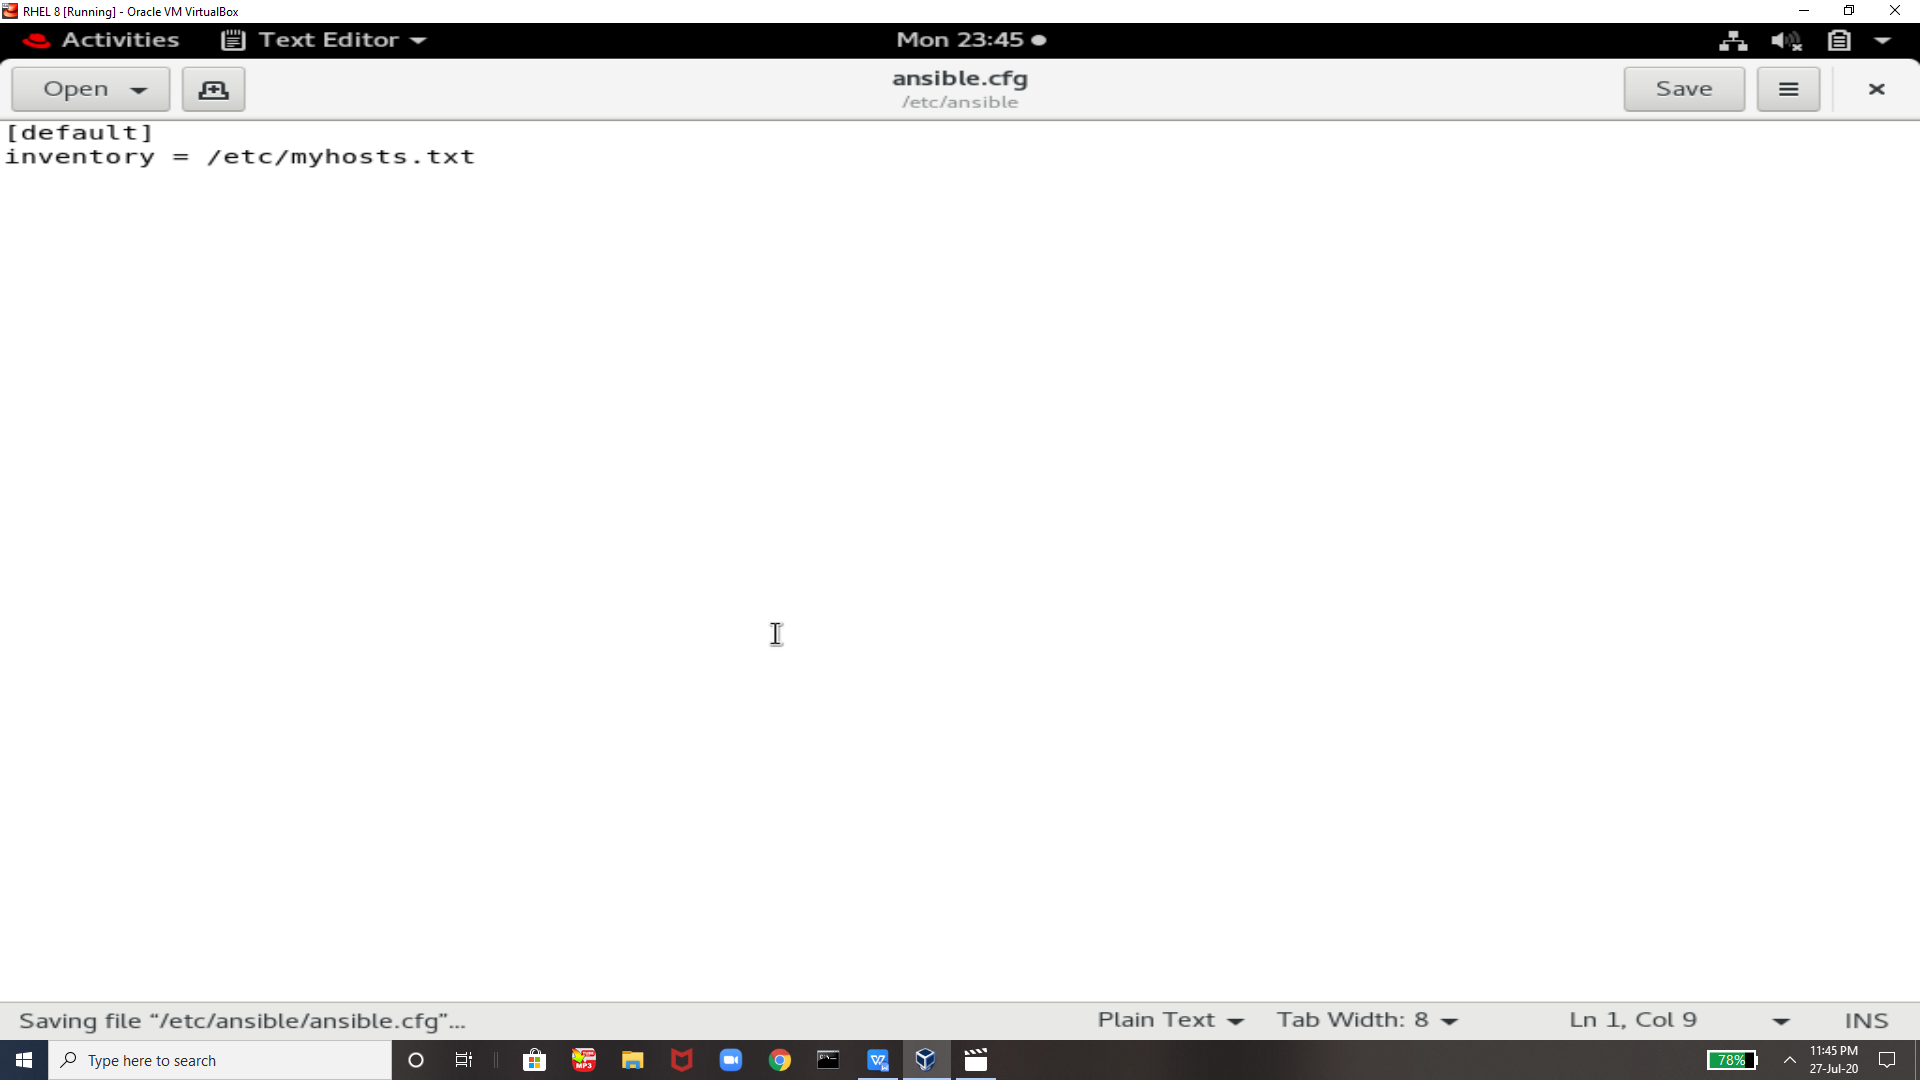 RHEL 8 [Running] - Oracle VM VirtualBox
Activities Text Editor Mon 23:45
Open ansible.cfg Save
/etc/ansible
[default]
inventory = /etc/myhosts.txt
Saving file “/etc/ansible/ansible.cfg”... Plain Text Tab Width: 8 Ln 1, Col 9 INS
Type here to search 78% 11:45 PM
27-Jul-20